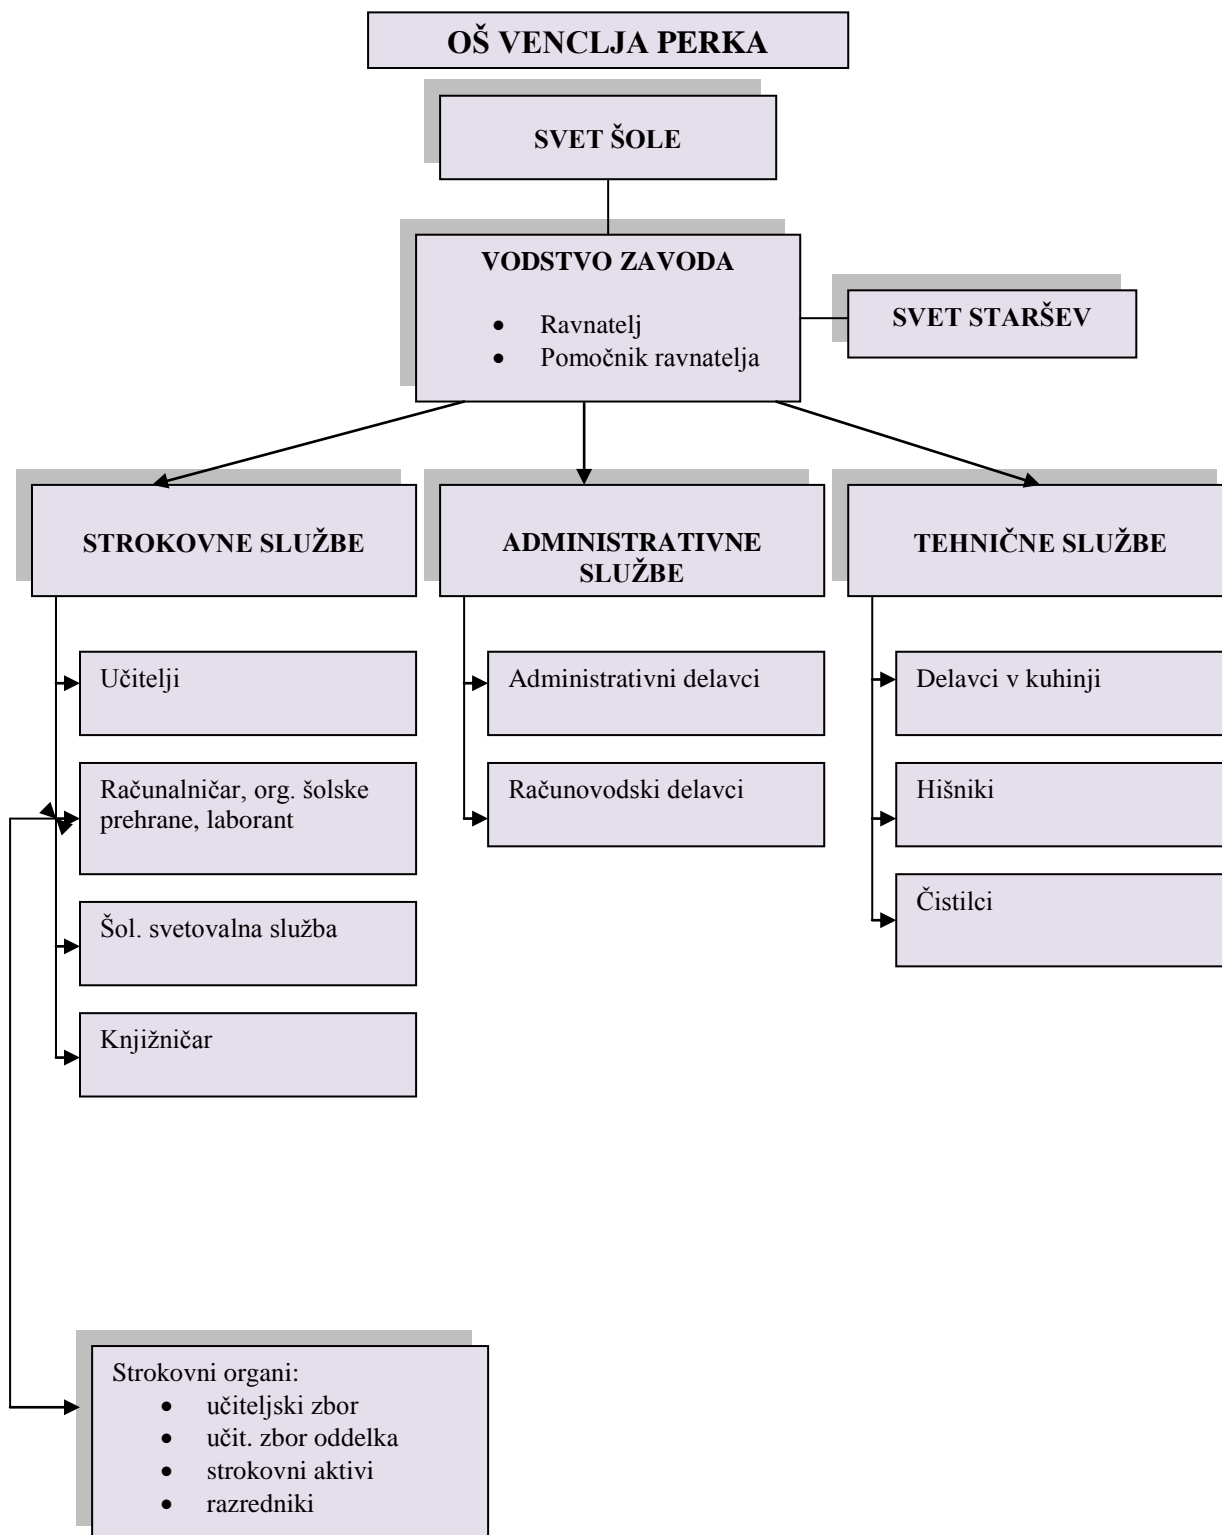 OŠ VENCLJA PERKA
SVET ŠOLE
VODSTVO ZAVODA
• Ravnatelj
• Pomočnik ravnatelja
SVET STARŠEV
STROKOVNE SLUŽBE
ADMINISTRATIVNE
SLUŽBE
TEHNIČNE SLUŽBE
Učitelji
Računalničar, org. šolske
prehrane, laborant
Šol. svetovalna služba
Knjižničar
Administrativni delavci
Računovodski delavci
Delavci v kuhinji
Hišniki
Čistilci
Strokovni organi:
• učiteljski zbor
• učit. zbor oddelka
• strokovni aktivi
• razredniki